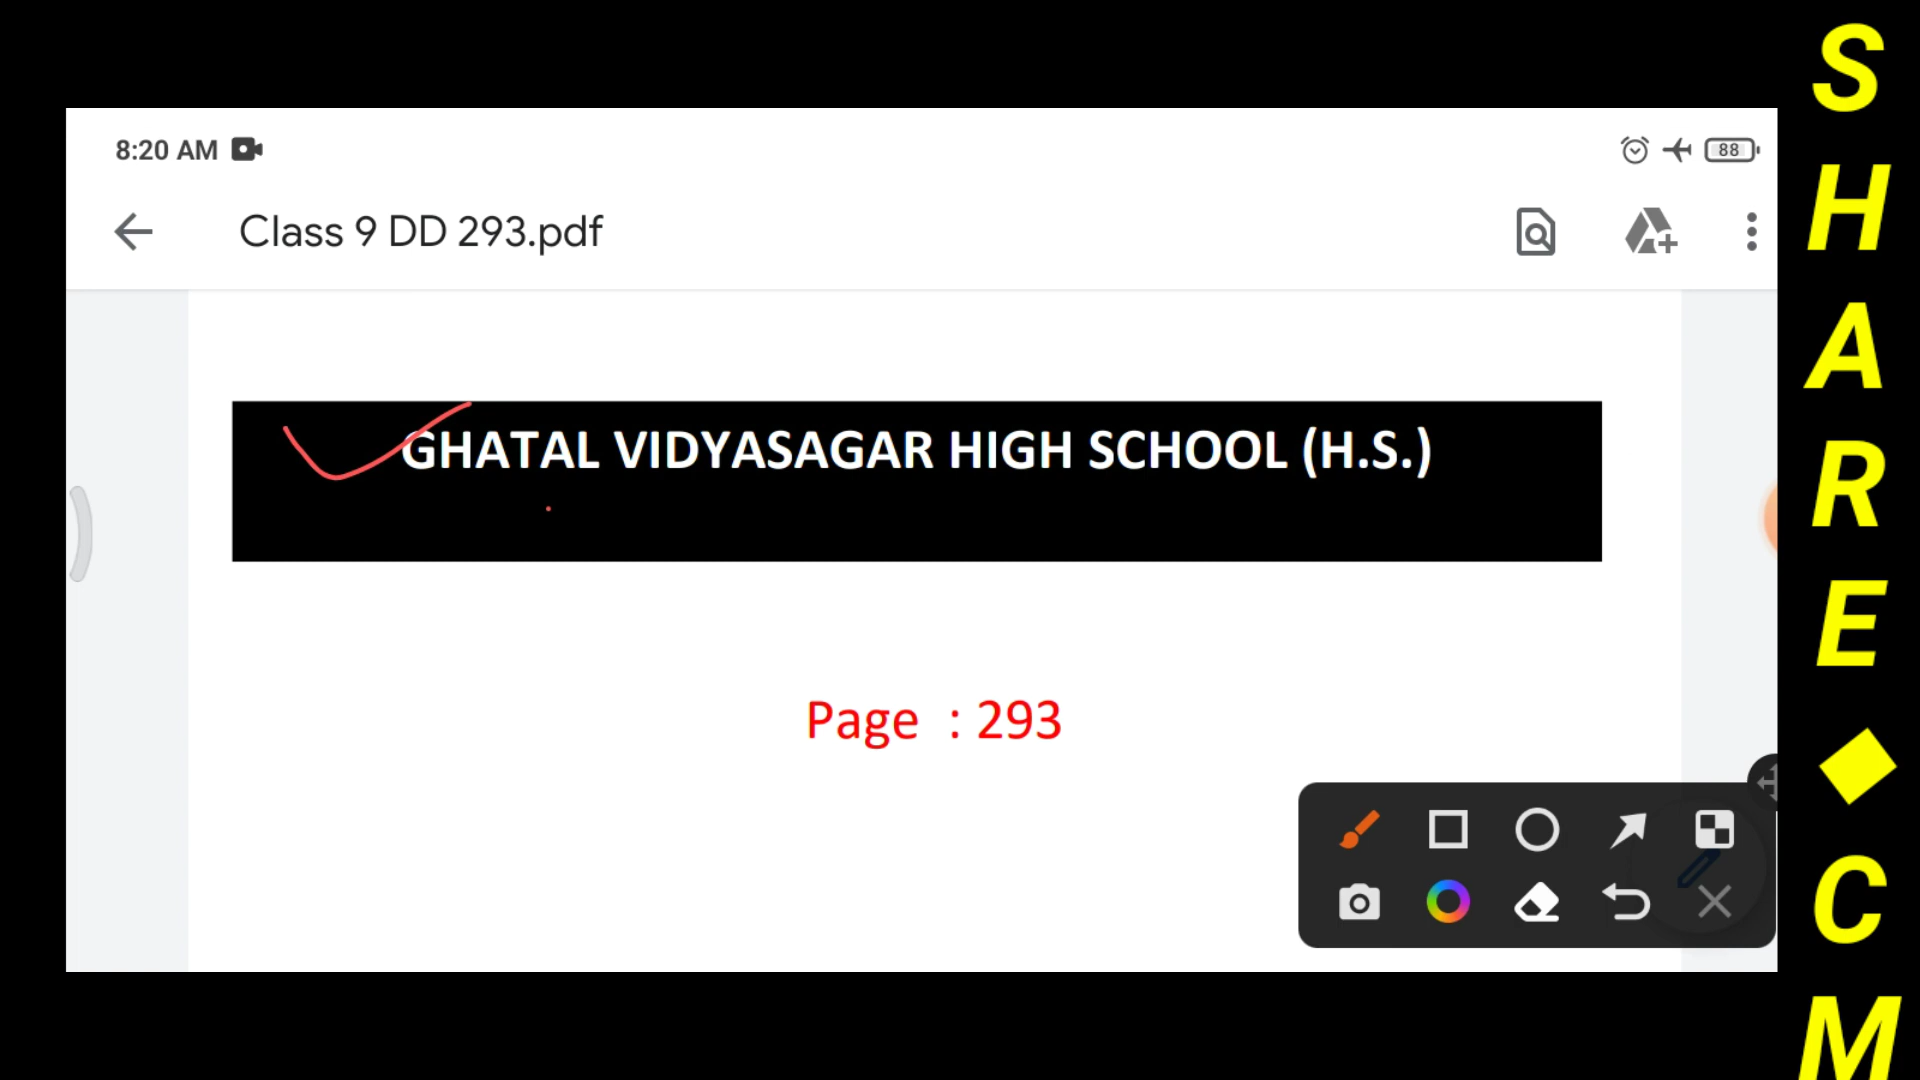 8:20 AM
88
Class 9 DD 293.pdf
GHATAL VIDYASAGAR HIGH SCHOOL (H.S.)
Page : 293
SHARE◆CM